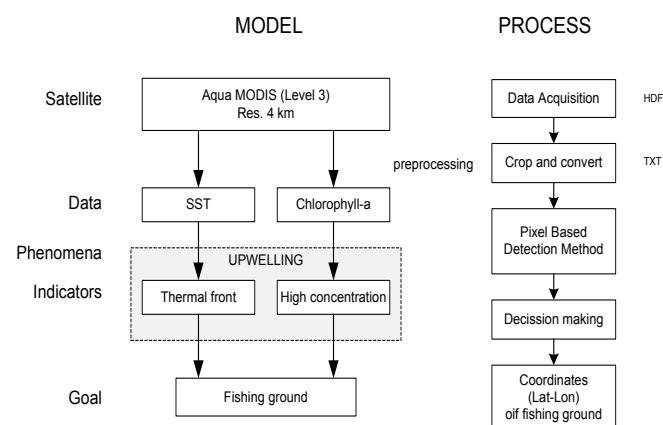 MODEL
PROCESS
Satellite
Aqua MODIS (Level 3)
Res. 4 km
Data Acquisition
HDF
preprocessing
Crop and convert
TXT
Data
SST
Chlorophyll-a
Pixel Based
Detection Method
Phenomena
UPWELLING
Indicators
Thermal front
High concentration
Decission making
Goal
Fishing ground
Coordinates
(Lat-Lon)
oif fishing ground